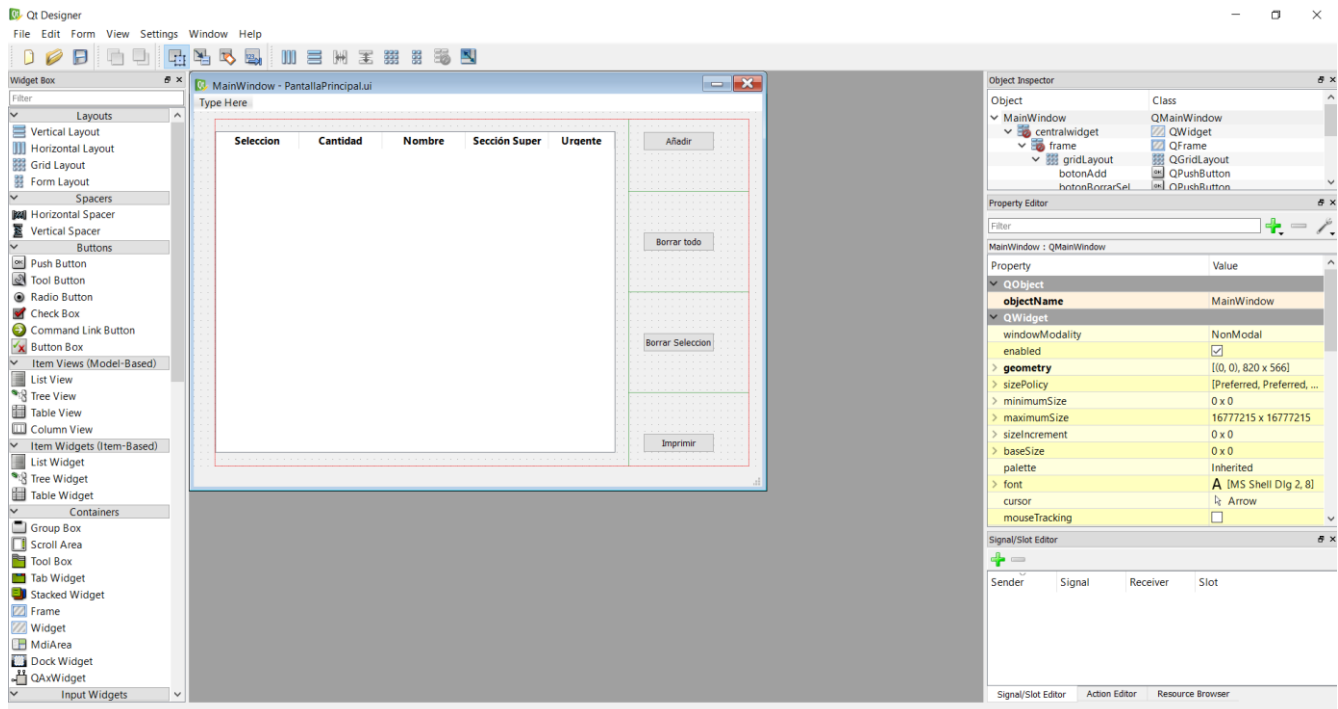 Qt Designer
File Edit Form View Settings Window Help
Widget Box
Filter
Layouts
Vertical Layout
Horizontal Layout
Grid Layout
Form Layout
Spacers
Horizontal Spacer
Vertical Spacer
Buttons
Push Button
Tool Button
Radio Button
Check Box
Command Link Button
Button Box
Item Views (Model-Based)
List View
Tree View
Table View
Column View
Item Widgets (Item-Based)
List Widget
Tree Widget
Table Widget
Containers
Group Box
Scroll Area
Tool Box
Tab Widget
Stacked Widget
Frame
Widget
MdiArea
Dock Widget
QAxWidget
Input Widgets
MainWindow - PantallaPrincipal.ui
Type Here
Seleccion Cantidad Nombre Sección Super Urgente
Añadir
Borrar todo
Borrar Seleccion
Imprimir
Object Inspector
Object Class
MainWindow QMainWindow
centralwidget QWidget
frame QFrame
gridLayout QGridLayout
botonAdd QPushButton
botonBorrarSel... QPushButton
Property Editor
Filter
MainWindow : QMainWindow
Property Value
QObject
objectName MainWindow
QWidget
windowModality NonModal
enabled
geometry [(0, 0), 820 x 566]
sizePolicy [Preferred, Preferred, ...
minimumSize 0 x 0
maximumSize 16777215 x 16777215
sizeIncrement 0 x 0
baseSize 0 x 0
palette Inherited
font A [MS Shell Dlg 2, 8]
cursor Arrow
mouseTracking
Signal/Slot Editor
Sender Signal Receiver Slot
Signal/Slot Editor Action Editor Resource Browser